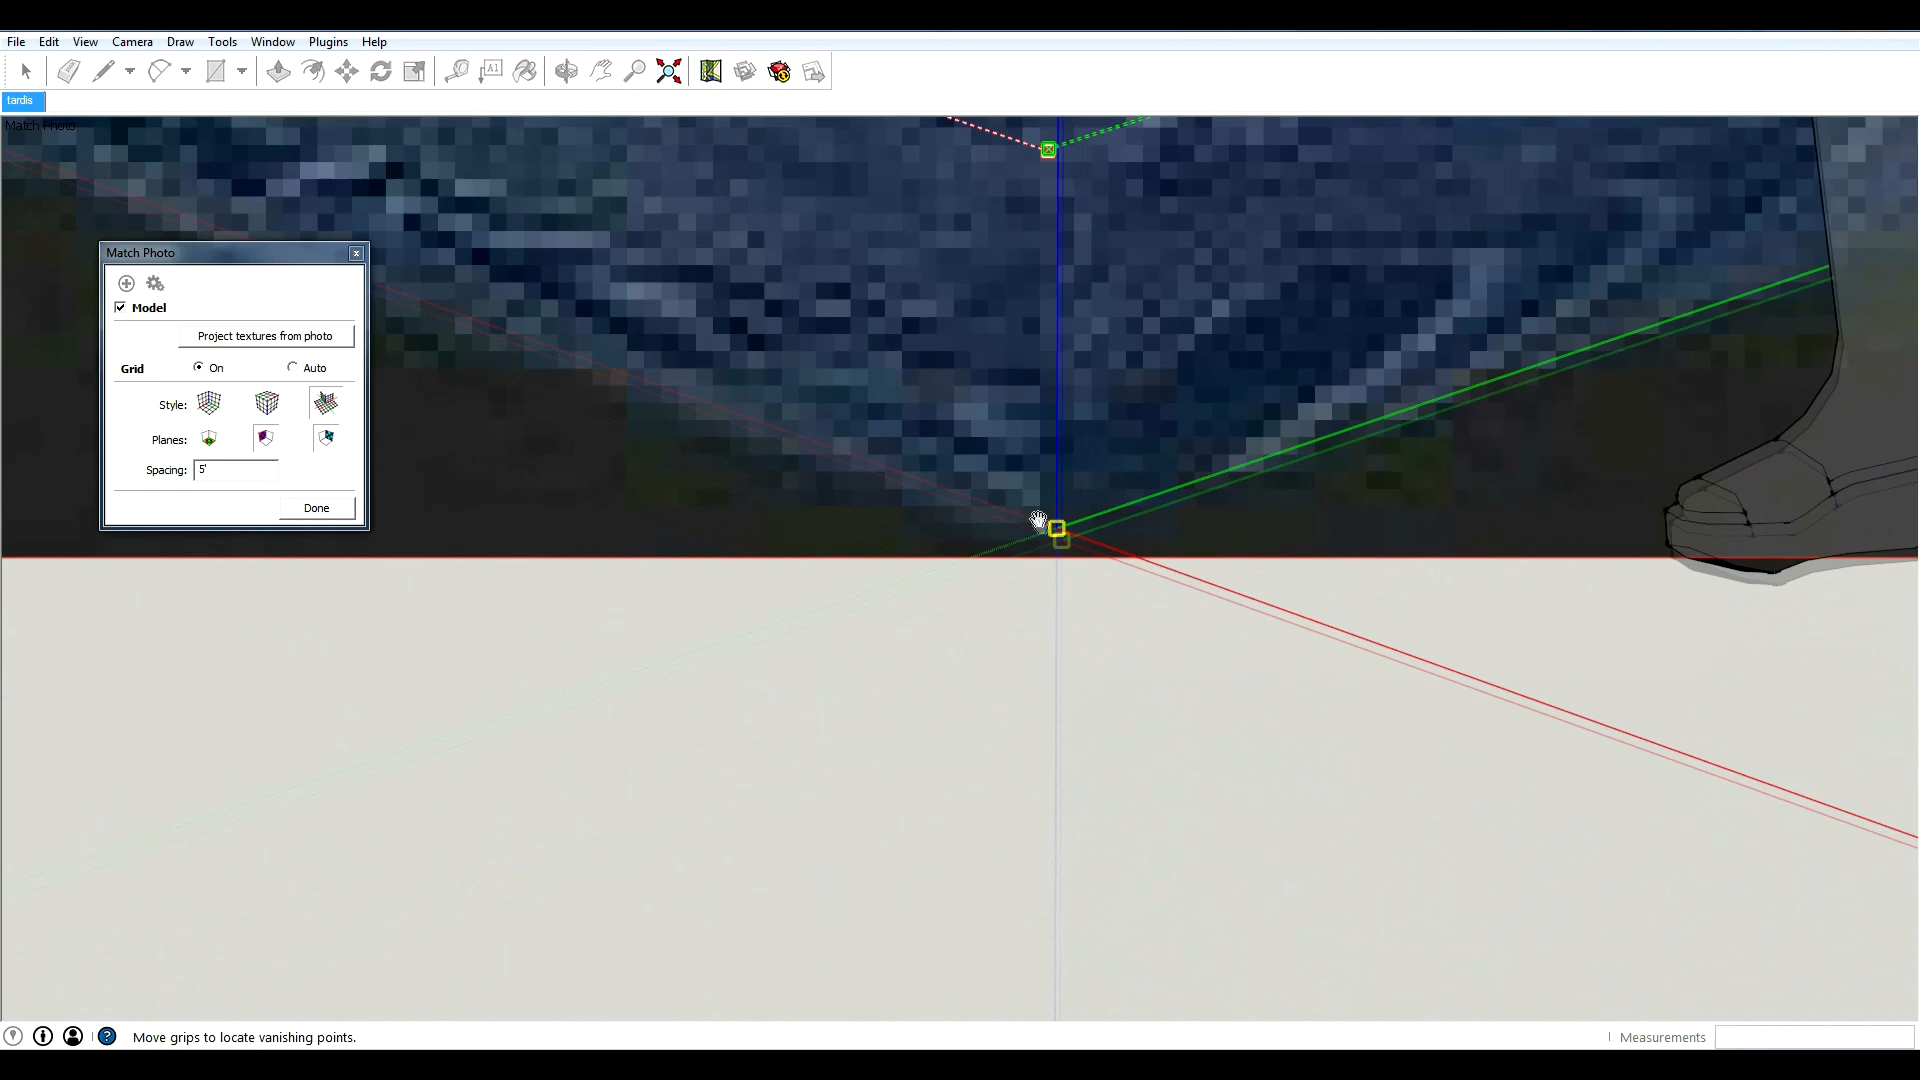 File Edit View Camera Draw Tools Window Plugins Help
A1
tardis
Match Photo
Match Photo
Model
Project textures from photo
Grid On Auto
Style:
Planes:
Spacing: 5'
Done
? Move grips to locate vanishing points. Measurements